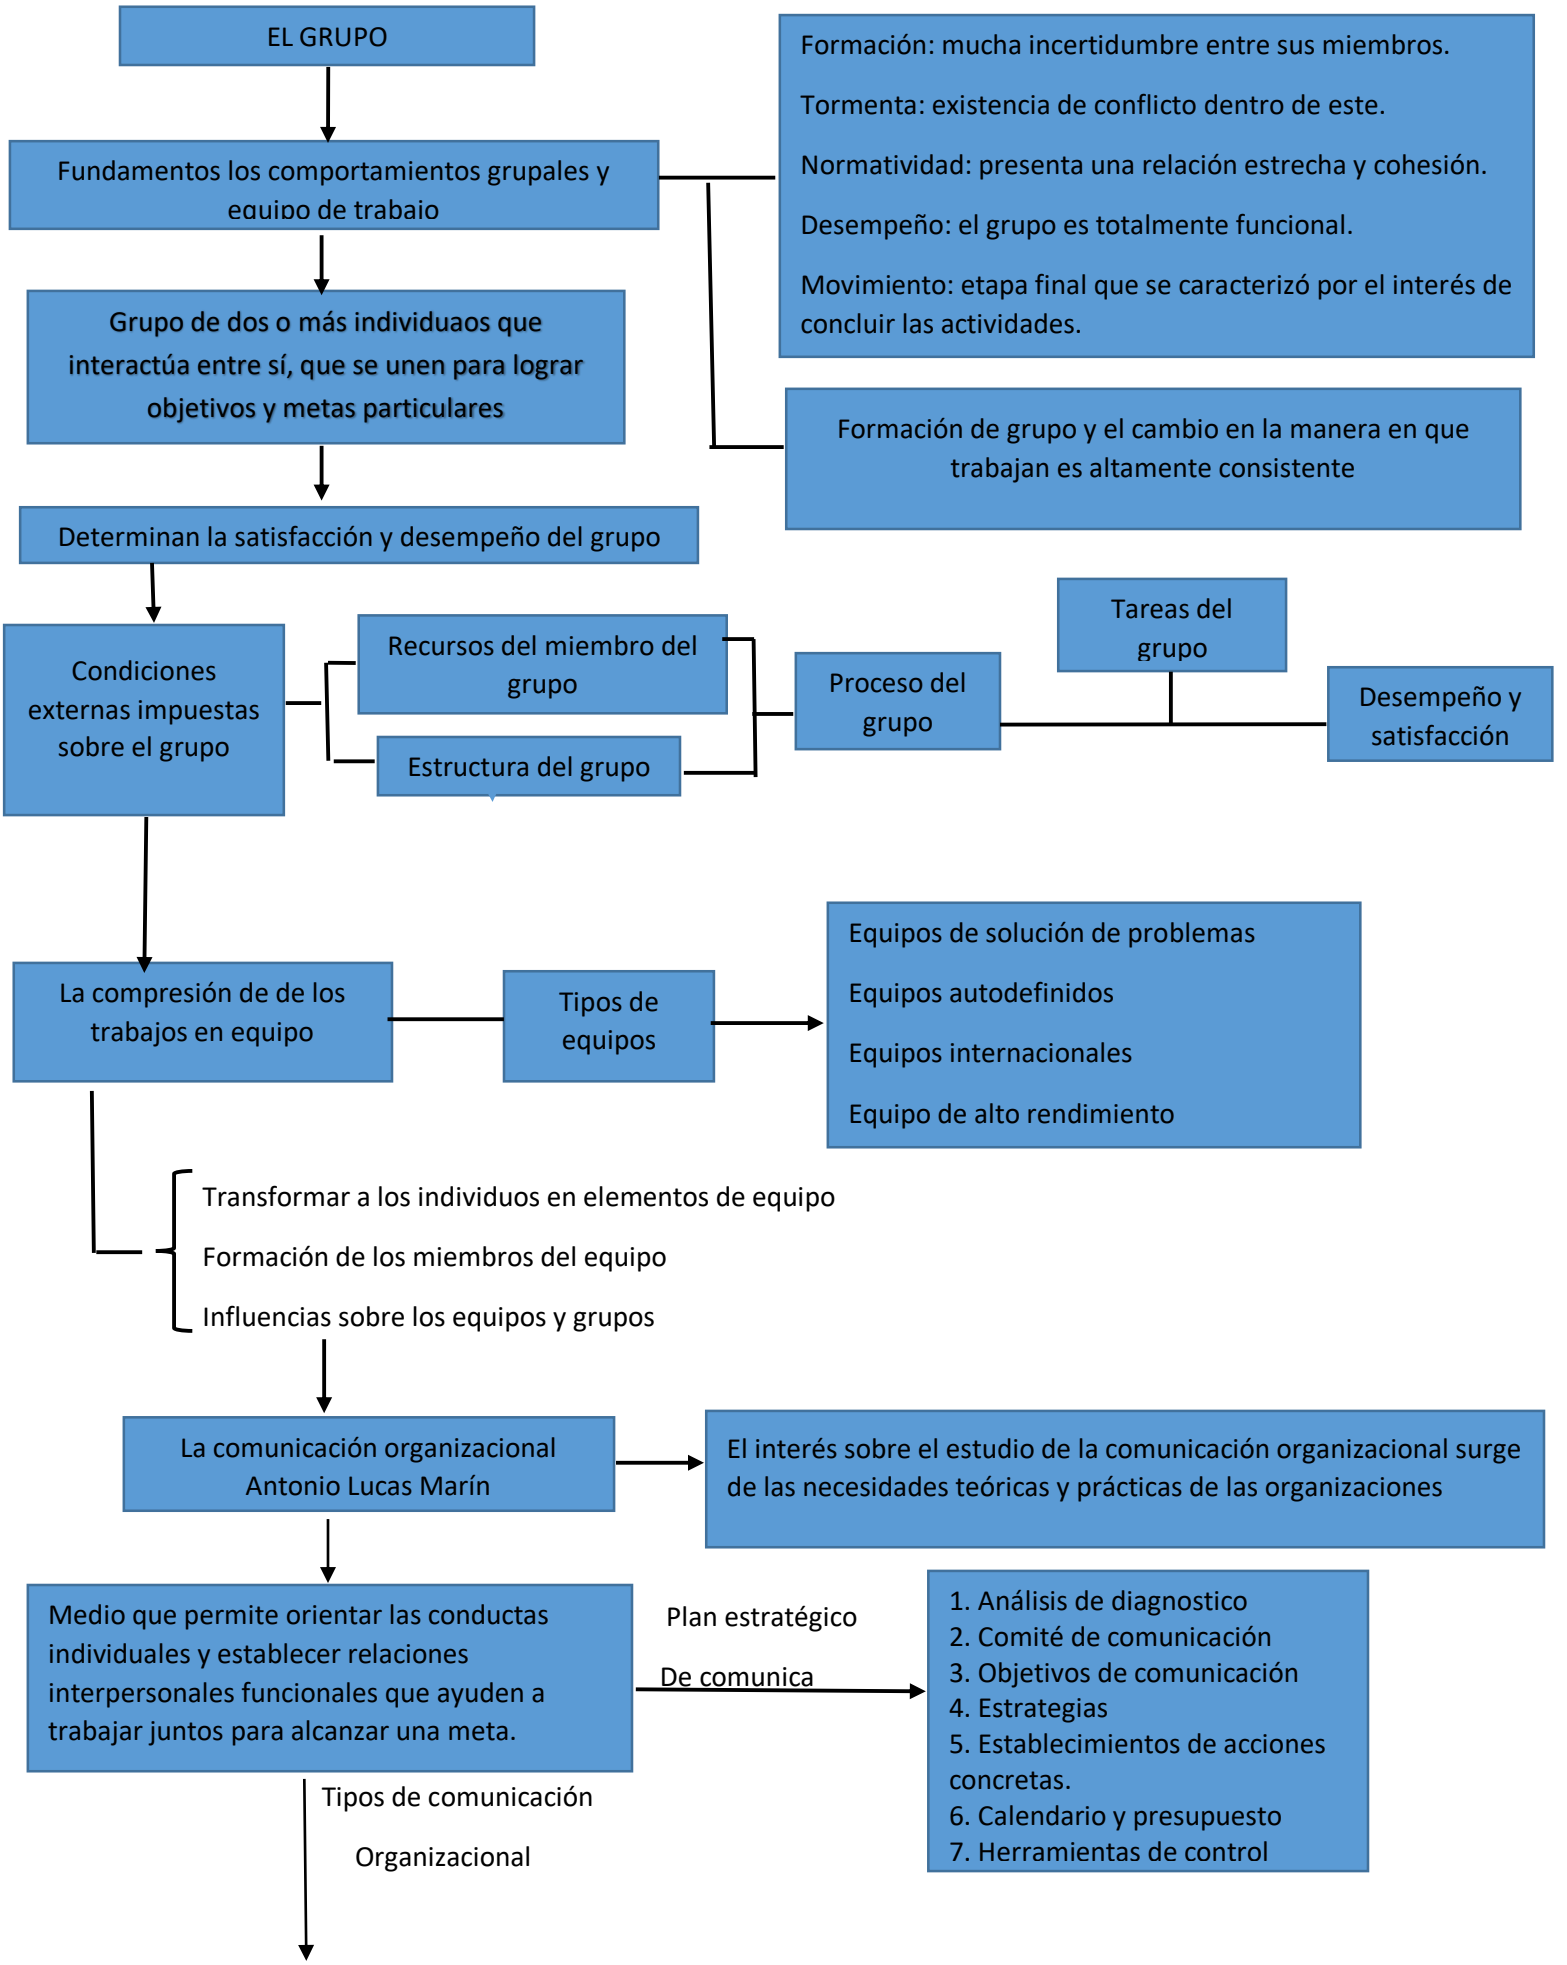 EL GRUPO
Formación: mucha incertidumbre entre sus miembros.
Tormenta: existencia de conflicto dentro de este.
Normatividad: presenta una relación estrecha y cohesión.
Desempeño: el grupo es totalmente funcional.
Movimiento: etapa final que se caracterizó por el interés de
concluir las actividades.
Fundamentos los comportamientos grupales y
equipo de trabajo
Grupo de dos o más individuaos que
interactúa entre sí, que se unen para lograr
objetivos y metas particulares
Formación de grupo y el cambio en la manera en que
trabajan es altamente consistente
Determinan la satisfacción y desempeño del grupo
Condiciones
externas impuestas
sobre el grupo
Recursos del miembro del
grupo
Estructura del grupo
Proceso del
grupo
Tareas del
grupo
Desempeño y
satisfacción
La compresión de de los
trabajos en equipo
Tipos de
equipos
Equipos de solución de problemas
Equipos autodefinidos
Equipos internacionales
Equipo de alto rendimiento
Transformar a los individuos en elementos de equipo
Formación de los miembros del equipo
Influencias sobre los equipos y grupos
La comunicación organizacional
Antonio Lucas Marín
El interés sobre el estudio de la comunicación organizacional surge
de las necesidades teóricas y prácticas de las organizaciones
Medio que permite orientar las conductas
individuales y establecer relaciones
interpersonales funcionales que ayuden a
trabajar juntos para alcanzar una meta.
Plan estratégico
De comunica
1. Análisis de diagnostico
2. Comité de comunicación
3. Objetivos de comunicación
4. Estrategias
5. Establecimientos de acciones
concretas.
6. Calendario y presupuesto
7. Herramientas de control
Tipos de comunicación
Organizacional